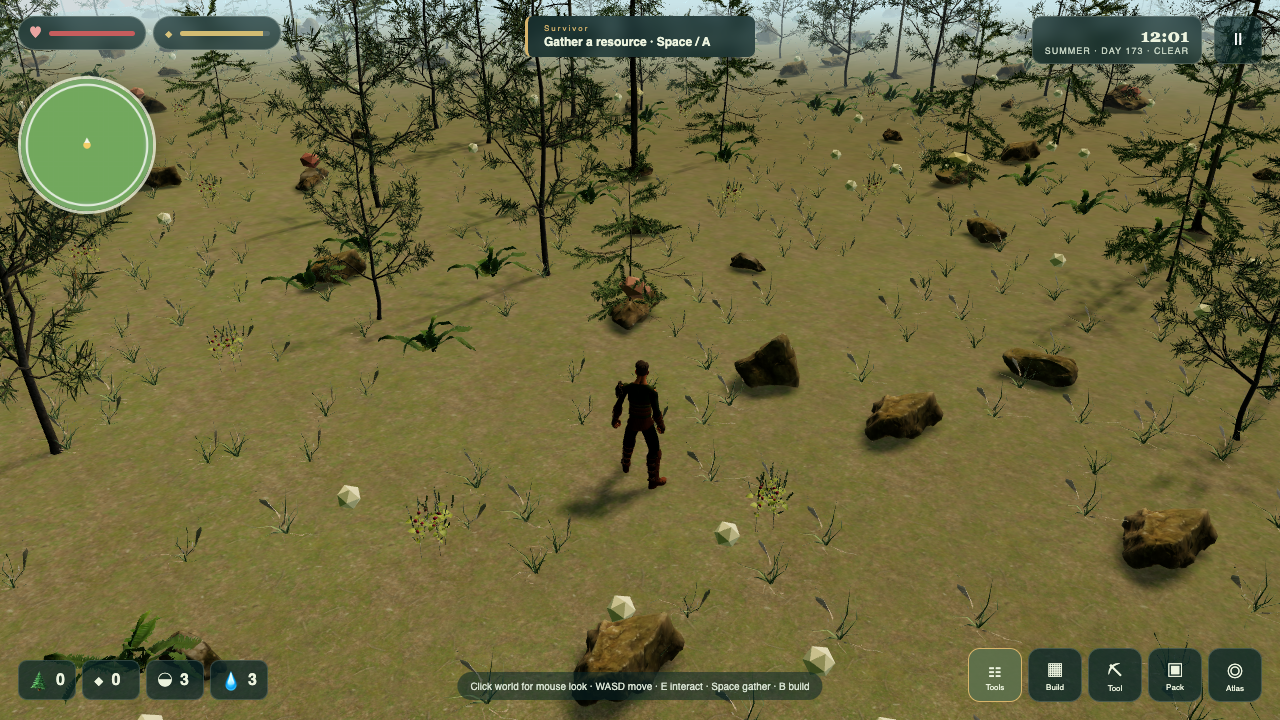 Survivor
Gather a resource · Space / A
12:01
SUMMER · DAY 173 · CLEAR
0
0
3
3
Click world for mouse look · WASD move · E interact · Space gather · B build
Tools
Build
Tool
Pack
Atlas